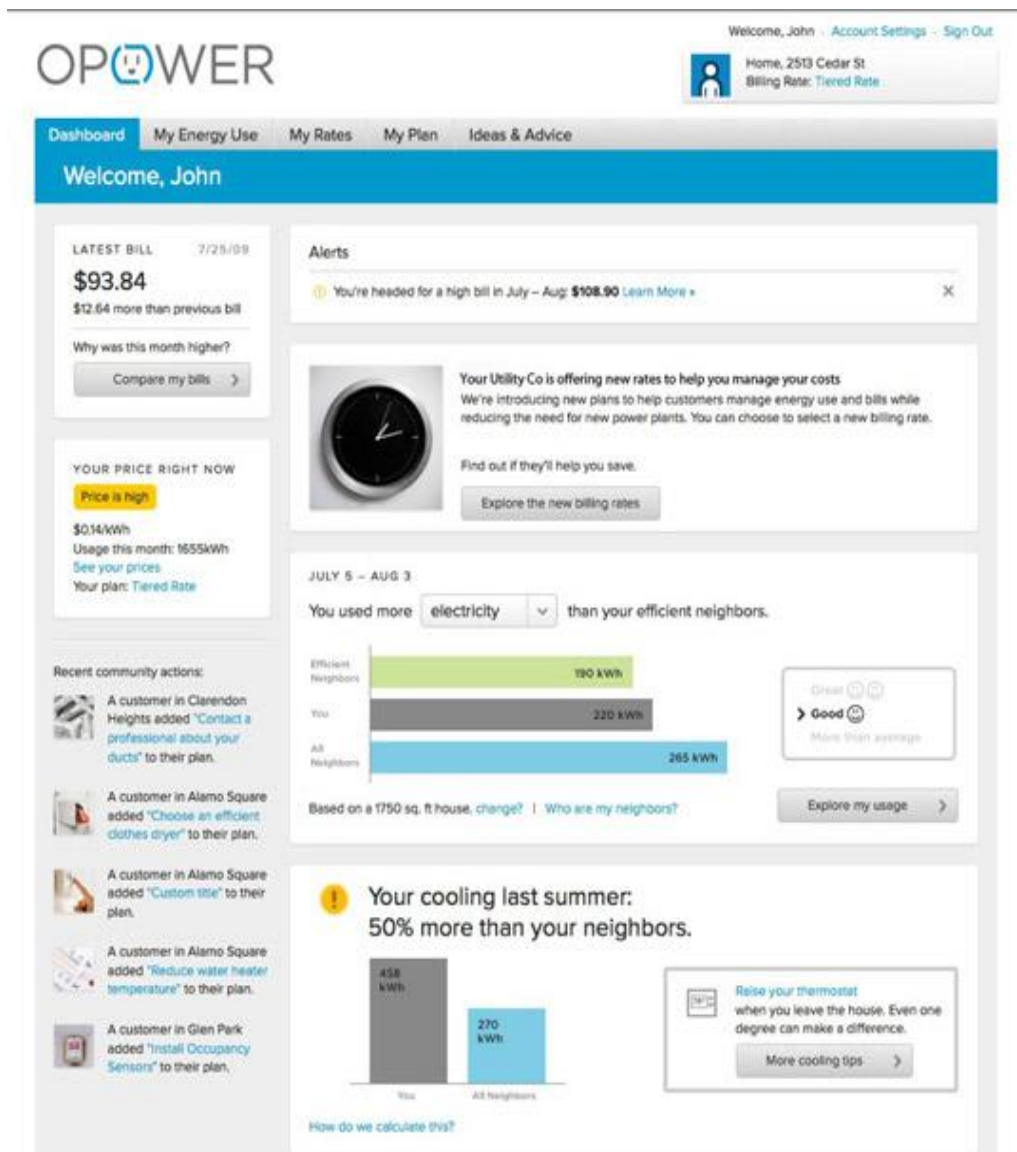 Welcome, John - Account Settings - Sign Out
OPOWER
Home, 2513 Cedar St
Billing Rate: Tiered Rate
Dashboard My Energy Use My Rates My Plan Ideas & Advice
Welcome, John
LATEST BILL 7/25/09
$93.84
$12.64 more than previous bill
Why was this month higher?
Compare my bills
YOUR PRICE RIGHT NOW
Price is high
$0.14/kWh
Usage this month: 1655kWh
See your prices
Your plan: Tiered Rate
Recent community actions:
A customer in Clarendon
Heights added "Contact a
professional about your
ducts" to their plan.
A customer in Alamo Square
added "Choose an efficient
clothes dryer" to their plan.
A customer in Alamo Square
added "Custom title" to their
plan.
A customer in Alamo Square
added "Reduce water heater
temperature" to their plan.
A customer in Glen Park
added "Install Occupancy
Sensors" to their plan.
Alerts
You're headed for a high bill in July – Aug: $108.90 Learn More »
Your Utility Co is offering new rates to help you manage your costs
We're introducing new plans to help customers manage energy use and bills while
reducing the need for new power plants. You can choose to select a new billing rate.
Find out if they'll help you save.
Explore the new billing rates
JULY 5 – AUG 3
You used more electricity than your efficient neighbors.
Efficient
Neighbors
190 kWh
You
220 kWh
All
Neighbors
265 kWh
Great
Good
More than average
Based on a 1750 sq. ft house, change? | Who are my neighbors?
Explore my usage
Your cooling last summer:
50% more than your neighbors.
458
kWh
270
kWh
You
All Neighbors
How do we calculate this?
Raise your thermostat
when you leave the house. Even one
degree can make a difference.
More cooling tips